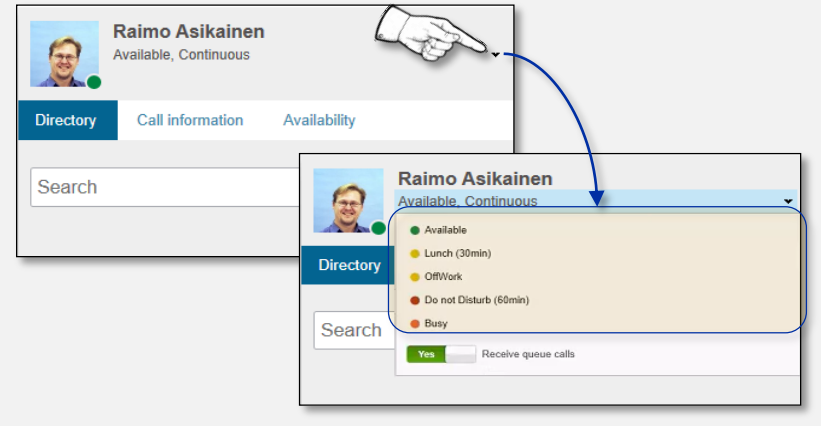 Raimo Asikainen
Available, Continuous
Directory Call information Availability
Search
Raimo Asikainen
Available, Continuous
Available
Lunch (30min)
OffWork
Do not Disturb (60min)
Busy
Directory
Search
Yes Receive queue calls